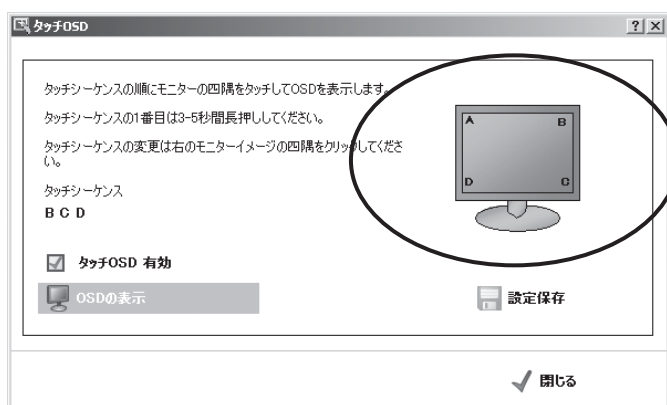 タッチOSD
? X
タッチシーケンスの順にモニターの四隅をタッチしてOSDを表示します。
タッチシーケンスの1番目は3-5秒間長押ししてください。
タッチシーケンスの変更は右のモニターイメージの四隅をクリックしてくださ
い。
A B
D C
タッチシーケンス
B C D
タッチOSD 有効
OSDの表示
設定保存
閉じる